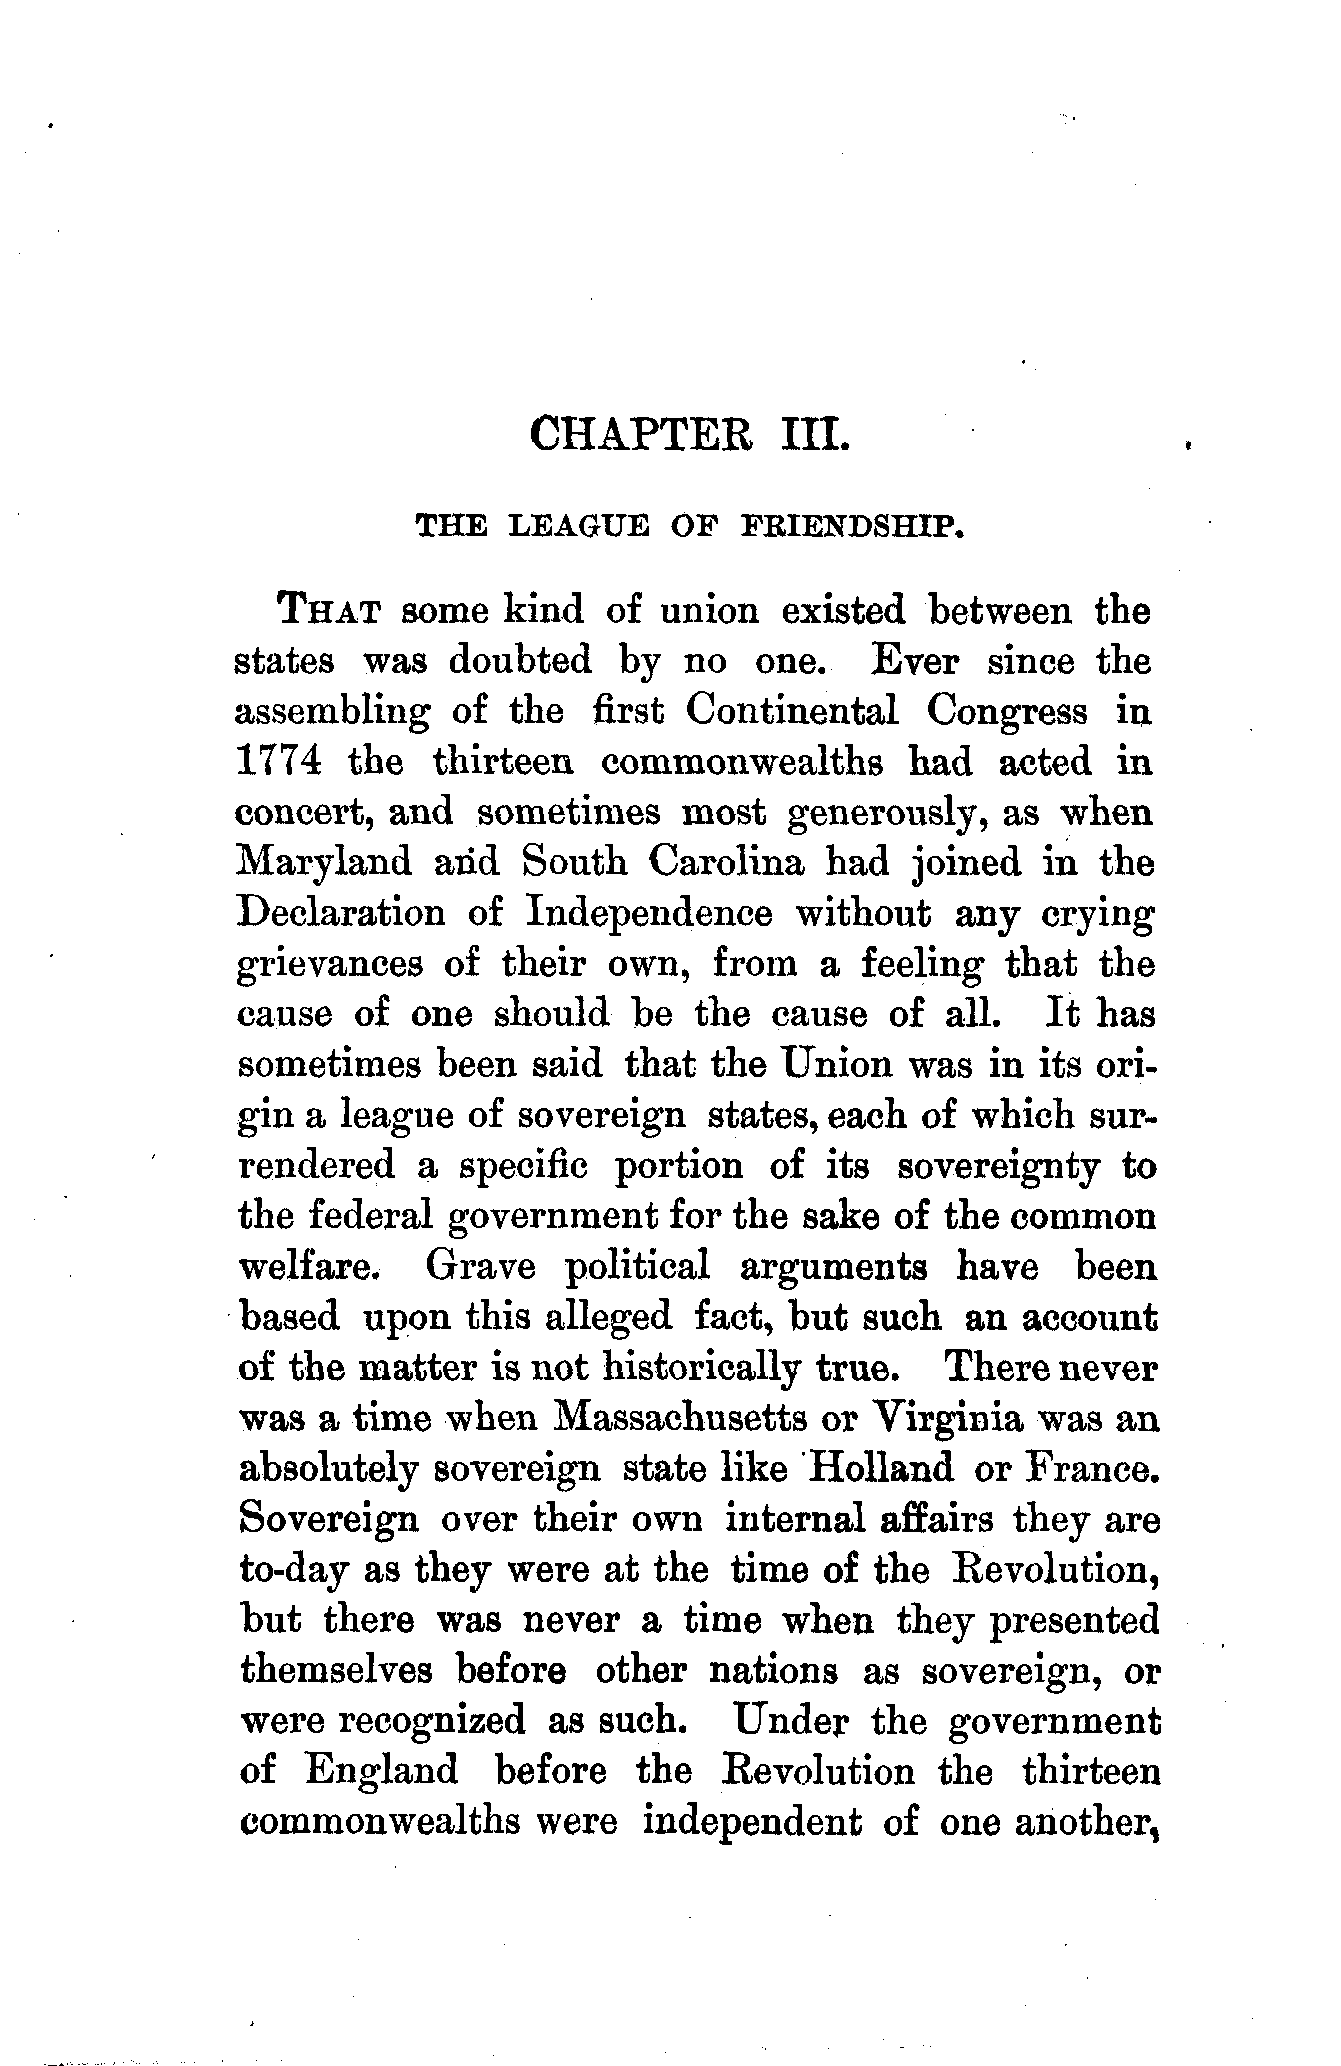 CHAPTER III.
THE LEAGUE OF FRIENDSHIP.
THAT some kind of union existed between the
states was doubted by no one. Ever since the
assembling of the first Continental Congress in
1774 the thirteen commonwealths had acted in
concert, and sometimes most generously, as when
Maryland and South Carolina had joined in the
Declaration of Independence without any crying
grievances of their own, from a feeling that the
cause of one should be the cause of all. It has
sometimes been said that the Union was in its ori-
gin a league of sovereign states, each of which sur-
rendered a specific portion of its sovereignty to
the federal government for the sake of the common
welfare. Grave political arguments have been
based upon this alleged fact, but such an account
of the matter is not historically true. There never
was a time when Massachusetts or Virginia was an
absolutely sovereign state like Holland or France.
Sovereign over their own internal affairs they are
to-day as they were at the time of the Revolution,
but there was never a time when they presented
themselves before other nations as sovereign, or
were recognized as such. Under the government
of England before the Revolution the thirteen
commonwealths were independent of one another,